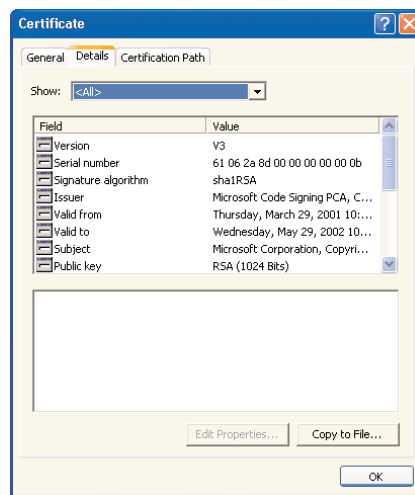 Certificate
General Details Certification Path
Show: <All>
Field Value
Version V3
Serial number 61 06 2a 8d 00 00 00 00 00 0b
Signature algorithm sha1RSA
Issuer Microsoft Code Signing PCA, C...
Valid from Thursday, March 29, 2001 10:...
Valid to Wednesday, May 29, 2002 10...
Subject Microsoft Corporation, Copyri...
Public key RSA (1024 Bits)
Edit Properties... Copy to File...
OK